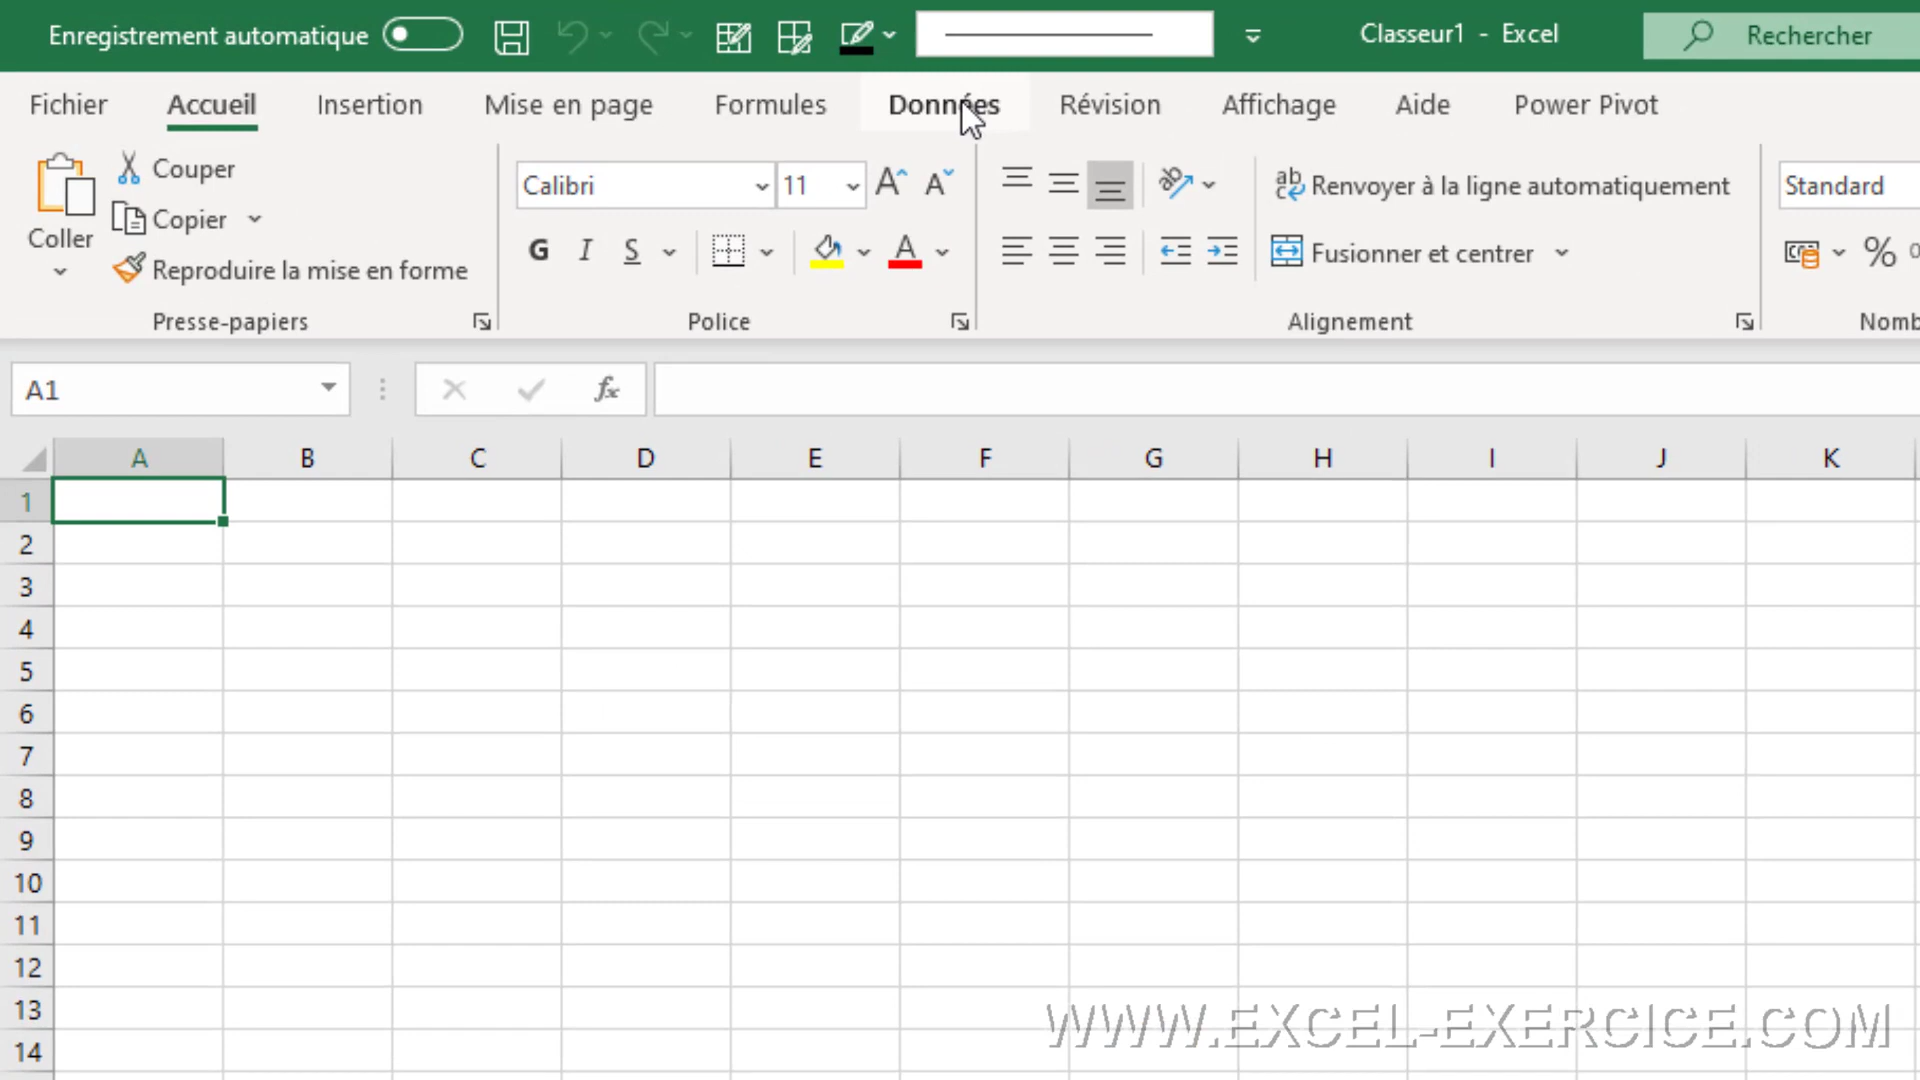 Enregistrement automatique
Classeur1 - Excel
Rechercher
Fichier Accueil Insertion Mise en page Formules Données Révision Affichage Aide Power Pivot
Couper
Copier
Coller
Reproduire la mise en forme
Presse-papiers
Calibri 11
G I S
Police
Renvoyer à la ligne automatiquement
Fusionner et centrer
Alignement
Standard
%
A1
fx
A B C D E F G H I J K
1
2
3
4
5
6
7
8
9
10
11
12
13
14
WWW.EXCEL-EXERCICE.COM